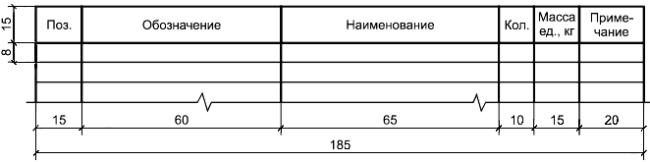 15
Поз.
Обозначение
Наименование
Кол.
Масса
ед., кг
Приме-
чание
8
15
60
65
10
15
20
185